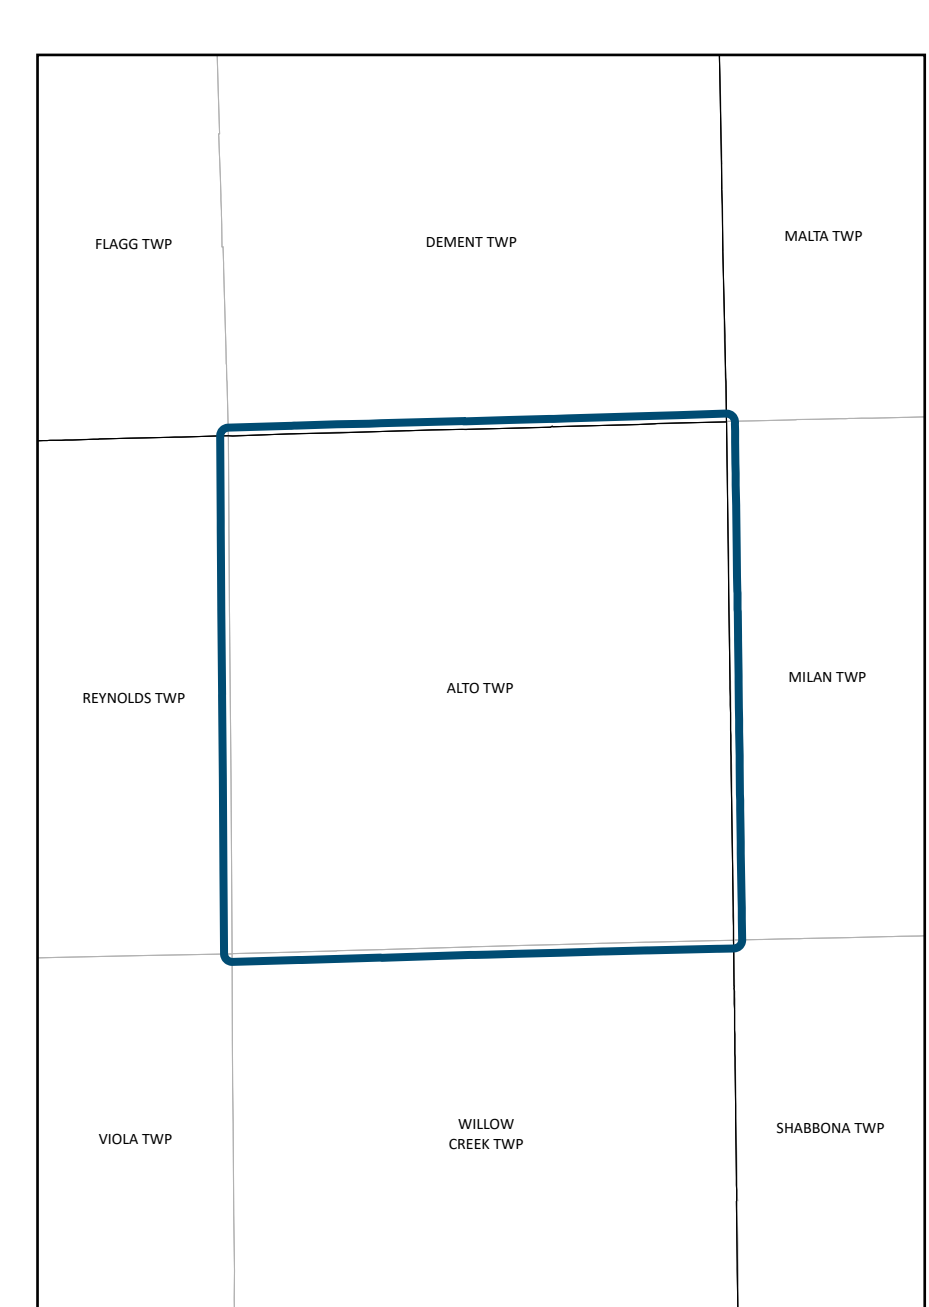 FLAGG TWP
DEMENT TWP
MALTA TWP
REYNOLDS TWP
ALTO TWP
MILAN TWP
VIOLA TWP
WILLOW
CREEK TWP
SHABBONA TWP